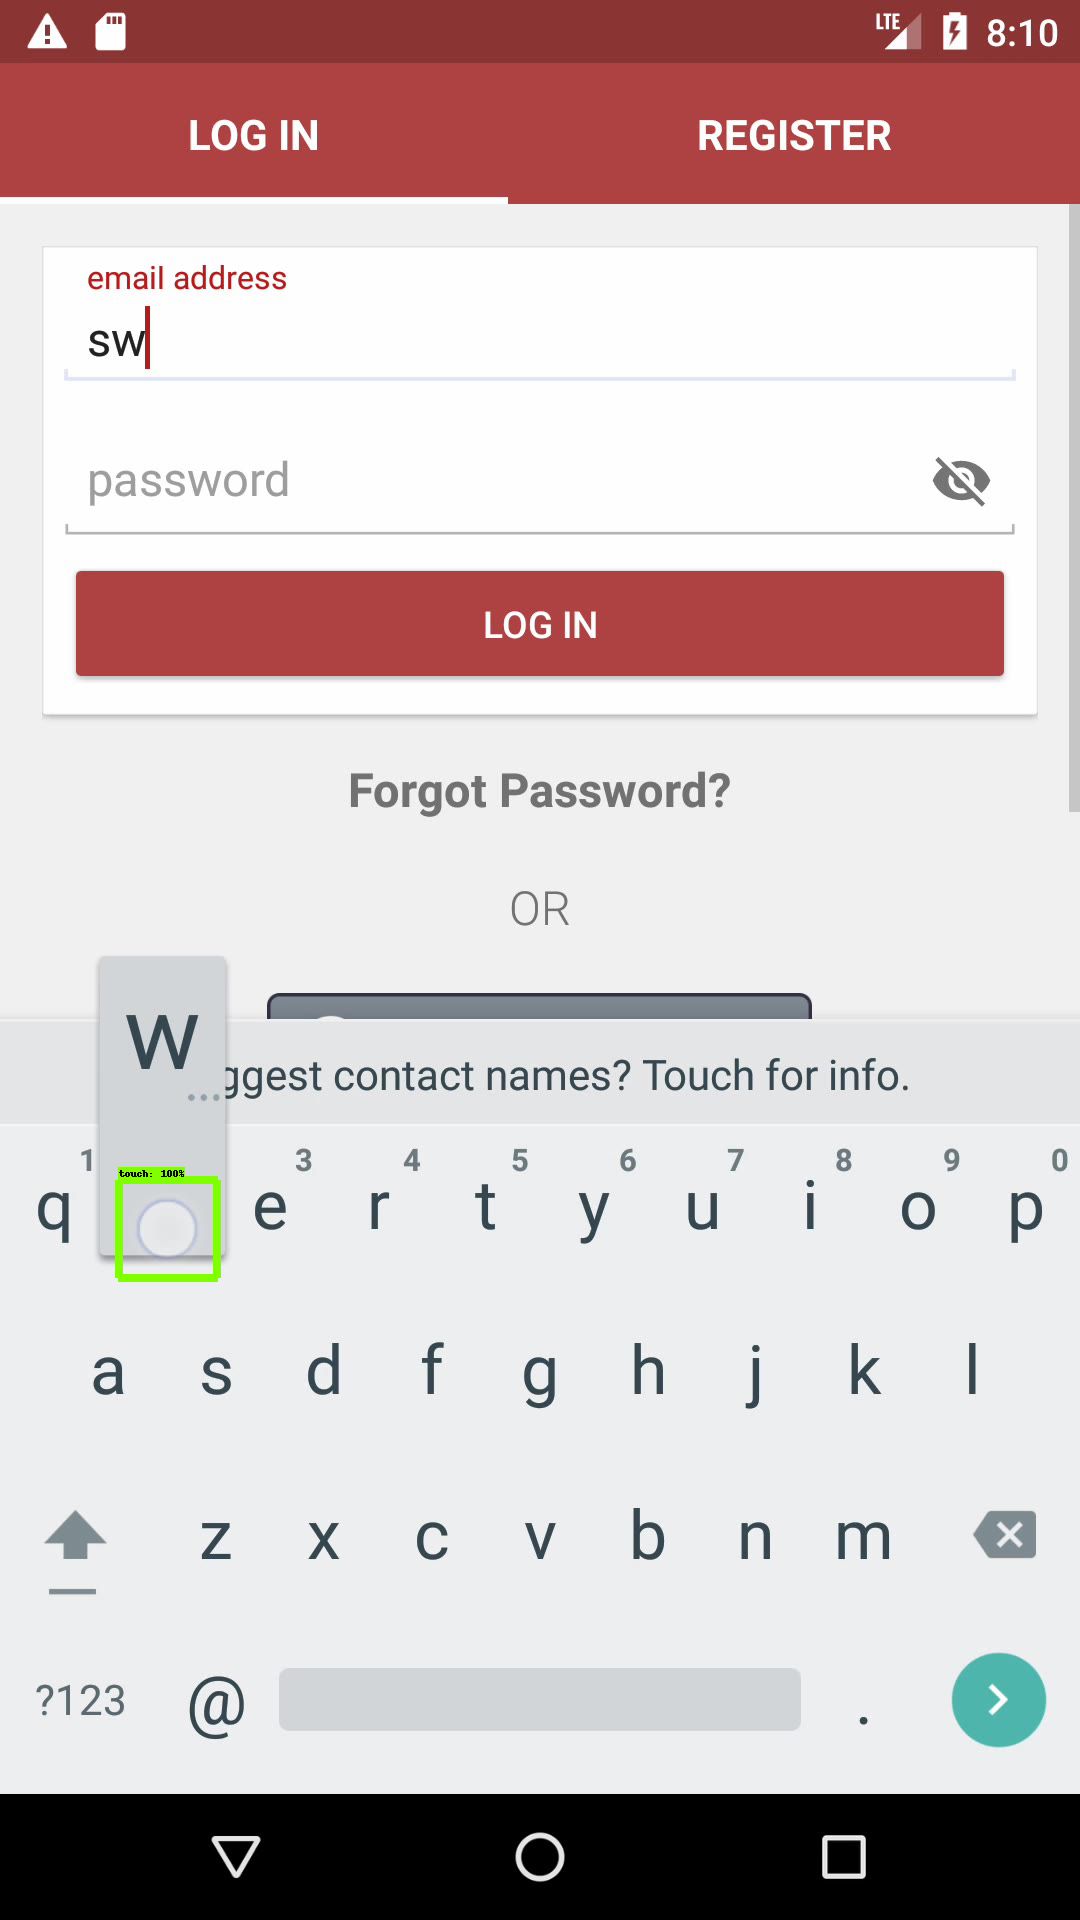 LTE 8:10
LOG IN REGISTER
email address
sw
password
LOG IN
Forgot Password?
OR
w
...
ggest contact names? Touch for info.
1 3 4 5 6 7 8 9 0
touch: 100%
q e r t y u i o p
a s d f g h j k l
z x c v b n m
?123 @ .